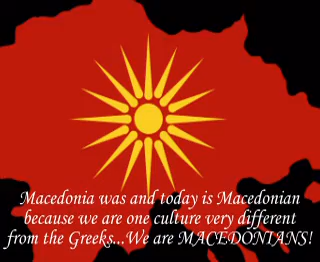 Macedonia was and today is Macedonian
because we are one culture very different
from the Greeks...We are MACEDONIANS!